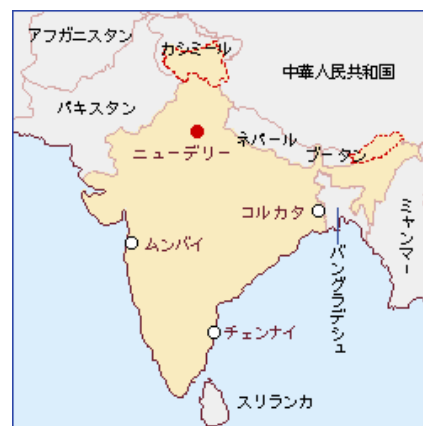 アフガニスタン
カシミール
中華人民共和国
パキスタン
ネパール
ブータン
ニューデリー
コルカタ
ミャンマー
ムンバイ
バングラデシュ
チェンナイ
スリランカ